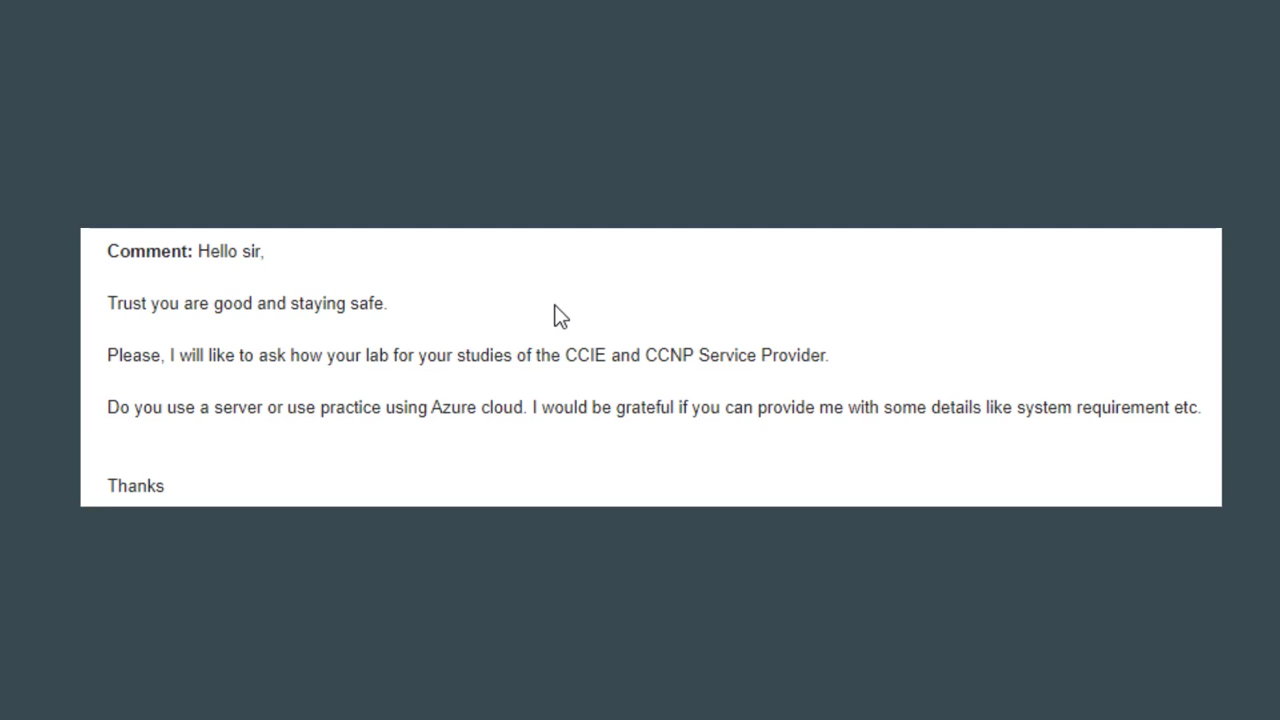 Comment: Hello sir,
Trust you are good and staying safe.
Please, I will like to ask how your lab for your studies of the CCIE and CCNP Service Provider.
Do you use a server or use practice using Azure cloud. I would be grateful if you can provide me with some details like system requirement etc.
Thanks